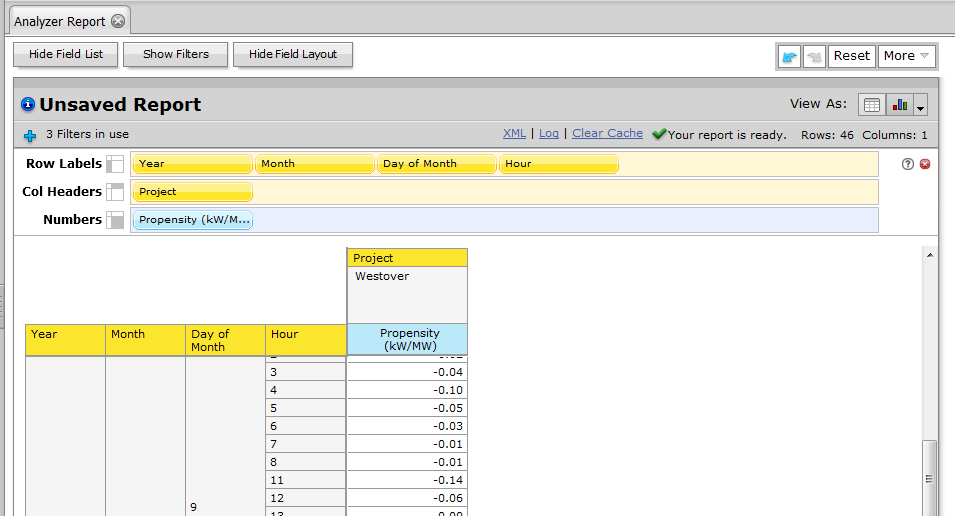 Analyzer Report
Hide Field List Show Filters Hide Field Layout Reset More
Unsaved Report View As:
3 Filters in use XML | Log | Clear Cache Your report is ready. Rows: 46 Columns: 1
Row Labels Year Month Day of Month Hour
Col Headers Project
Numbers Propensity (kW/M...
Project
Westover
Year Month Day of Month Hour Propensity (kW/MW)
3 -0.04
4 -0.10
5 -0.05
6 -0.03
7 -0.01
8 -0.01
11 -0.14
12 -0.06
9